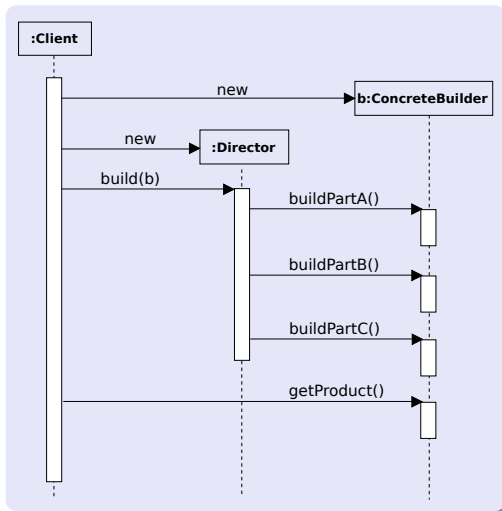 :Client
new
b:ConcreteBuilder
new
:Director
build(b)
buildPartA()
buildPartB()
buildPartC()
getProduct()